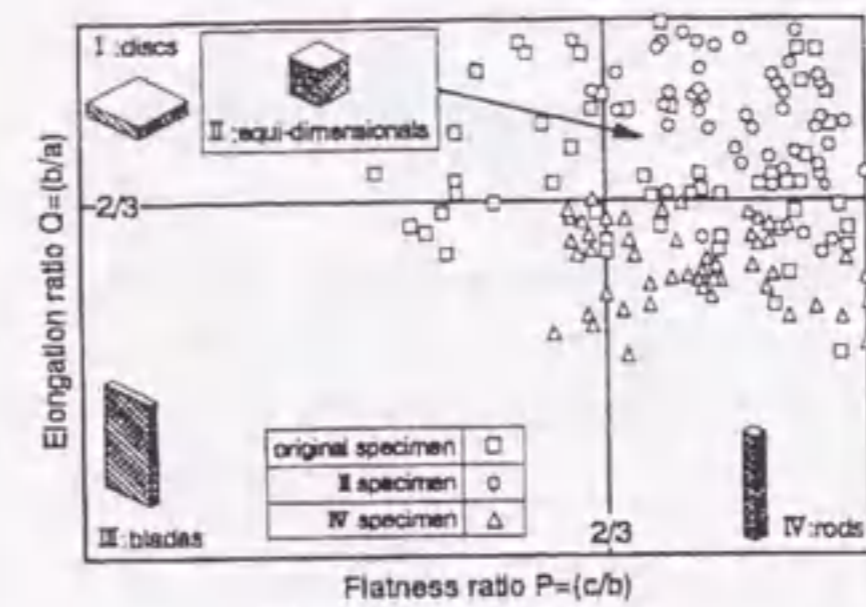 I :discs
II :equi-dimensionals
Elongation ratio Q=(b/a)
2/3
original specimen □
II specimen ○
IV specimen △
III:blades
2/3
IV:rods
Flatness ratio P=(c/b)